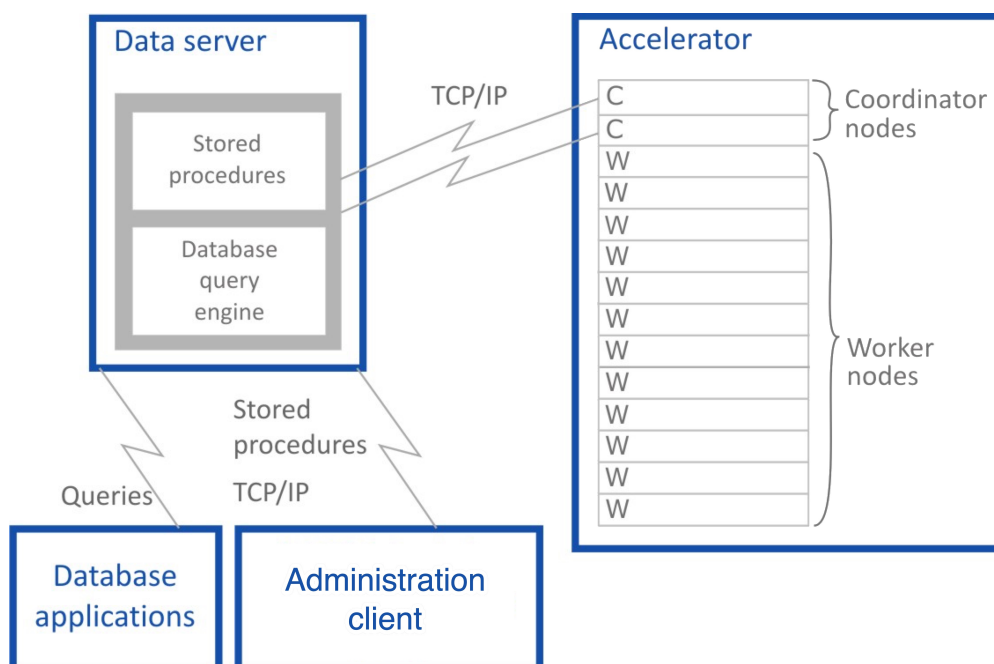 Data server
Stored
procedures
Database
query
engine
TCP/IP
Accelerator
C
C
W
W
W
W
W
W
W
W
W
W
W
W
Coordinator
nodes
Worker
nodes
Stored
procedures
TCP/IP
Queries
Database
applications
Administration
client